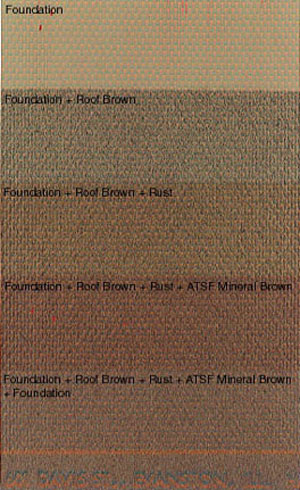 Foundation
Foundation + Roof Brown
Foundation + Roof Brown + Rust
Foundation + Roof Brown + Rust + ATSF Mineral Brown
Foundation + Roof Brown + Rust + ATSF Mineral Brown
+ Foundation